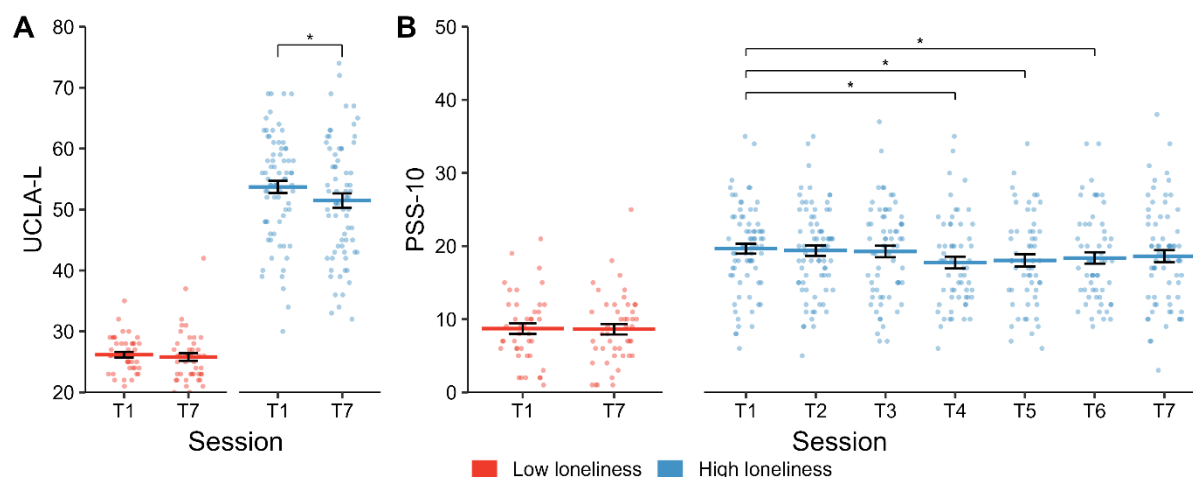 A
UCLA-L
80
70
60
50
40
30
20
*
T1 T7 T1 T7
Session
B
PSS-10
50
40
30
20
10
0
*
*
*
T1 T7 T1 T2 T3 T4 T5 T6 T7
Session
Low loneliness High loneliness